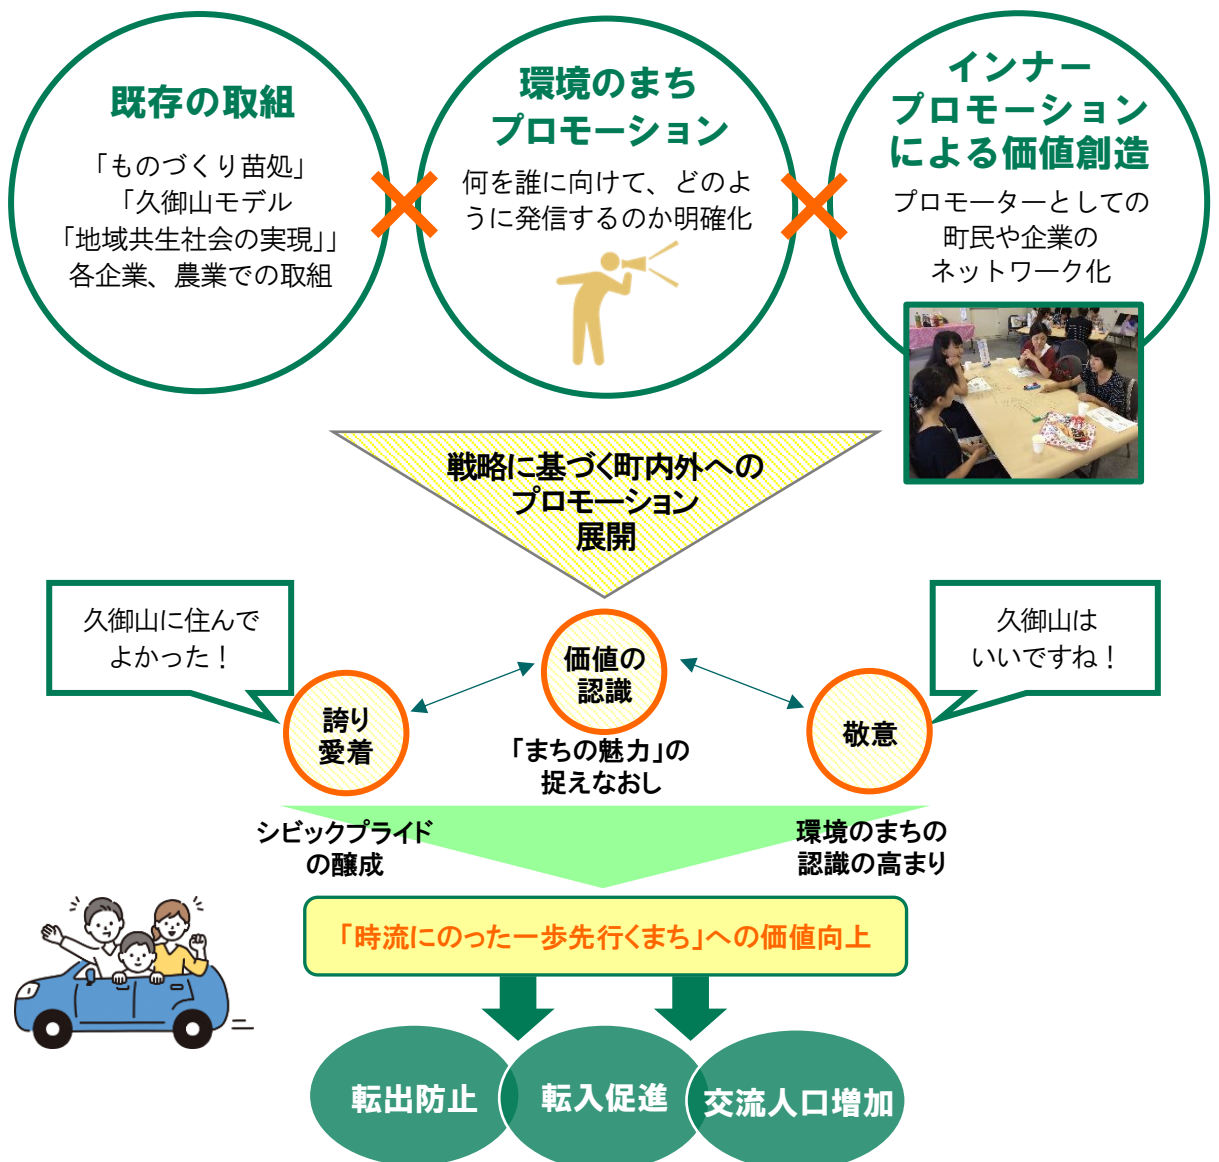 既存の取組
「ものづくり苗処」
「久御山モデル
「地域共生社会の実現」」
各企業、農業での取組
環境のまち
プロモーション
何を誰に向けて、どのよ
うに発信するのか明確化
インナー
プロモーション
による価値創造
プロモーターとしての
町民や企業の
ネットワーク化
戦略に基づく町内外への
プロモーション
展開
久御山に住んで
よかった！
誇り
愛着
価値の
認識
「まちの魅力」の
捉えなおし
敬意
久御山は
いいですね！
シビックプライド
の醸成
環境のまちの
認識の高まり
「時流にのった一歩先行くまち」への価値向上
転出防止
転入促進
交流人口増加